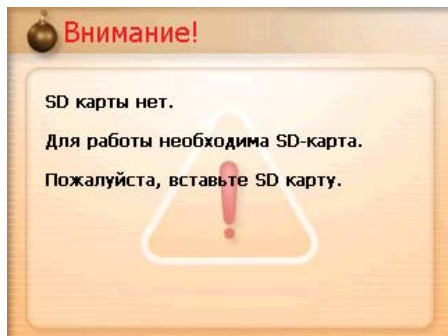 Внимание!
SD карты нет.
Для работы необходима SD-карта.
Пожалуйста, вставьте SD карту.